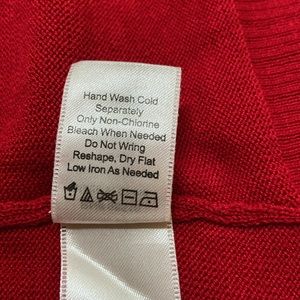 Hand Wash Cold
Separately
Only Non-Chlorine
Bleach When Needed
Do Not Wring
Reshape, Dry Flat
Low Iron As Needed